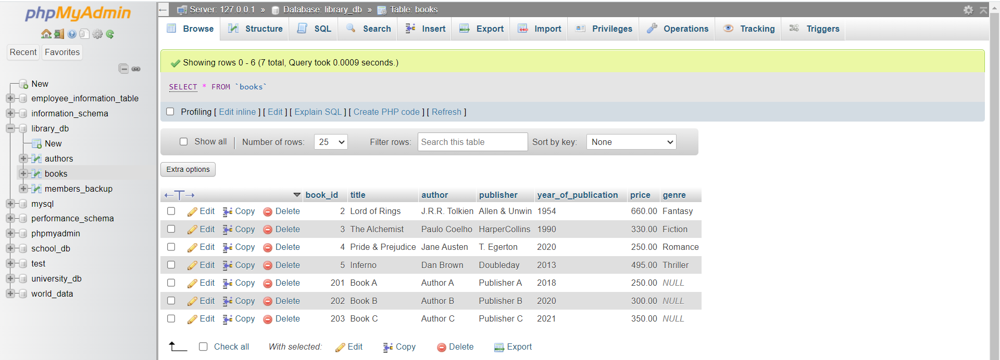 phpMyAdmin
Recent Favorites
New
employee_information_table
information_schema
library_db
New
authors
books
members_backup
mysql
performance_schema
phpmyadmin
school_db
test
university_db
world_data
Server: 127.0.0.1 » Database: library_db » Table: books
Browse Structure SQL Search Insert Export Import Privileges Operations Tracking Triggers
Showing rows 0 - 6 (7 total, Query took 0.0009 seconds.)
SELECT * FROM `books`
Profiling [ Edit inline ] [ Edit ] [ Explain SQL ] [ Create PHP code ] [ Refresh ]
Show all Number of rows: 25 Filter rows: Search this table Sort by key: None
Extra options
←T→ book_id title author publisher year_of_publication price genre
Edit Copy Delete 2 Lord of Rings J.R.R. Tolkien Allen & Unwin 1954 660.00 Fantasy
Edit Copy Delete 3 The Alchemist Paulo Coelho HarperCollins 1990 330.00 Fiction
Edit Copy Delete 4 Pride & Prejudice Jane Austen T. Egerton 2020 250.00 Romance
Edit Copy Delete 5 Inferno Dan Brown Doubleday 2013 495.00 Thriller
Edit Copy Delete 201 Book A Author A Publisher A 2018 250.00 NULL
Edit Copy Delete 202 Book B Author B Publisher B 2020 300.00 NULL
Edit Copy Delete 203 Book C Author C Publisher C 2021 350.00 NULL
Check all With selected: Edit Copy Delete Export